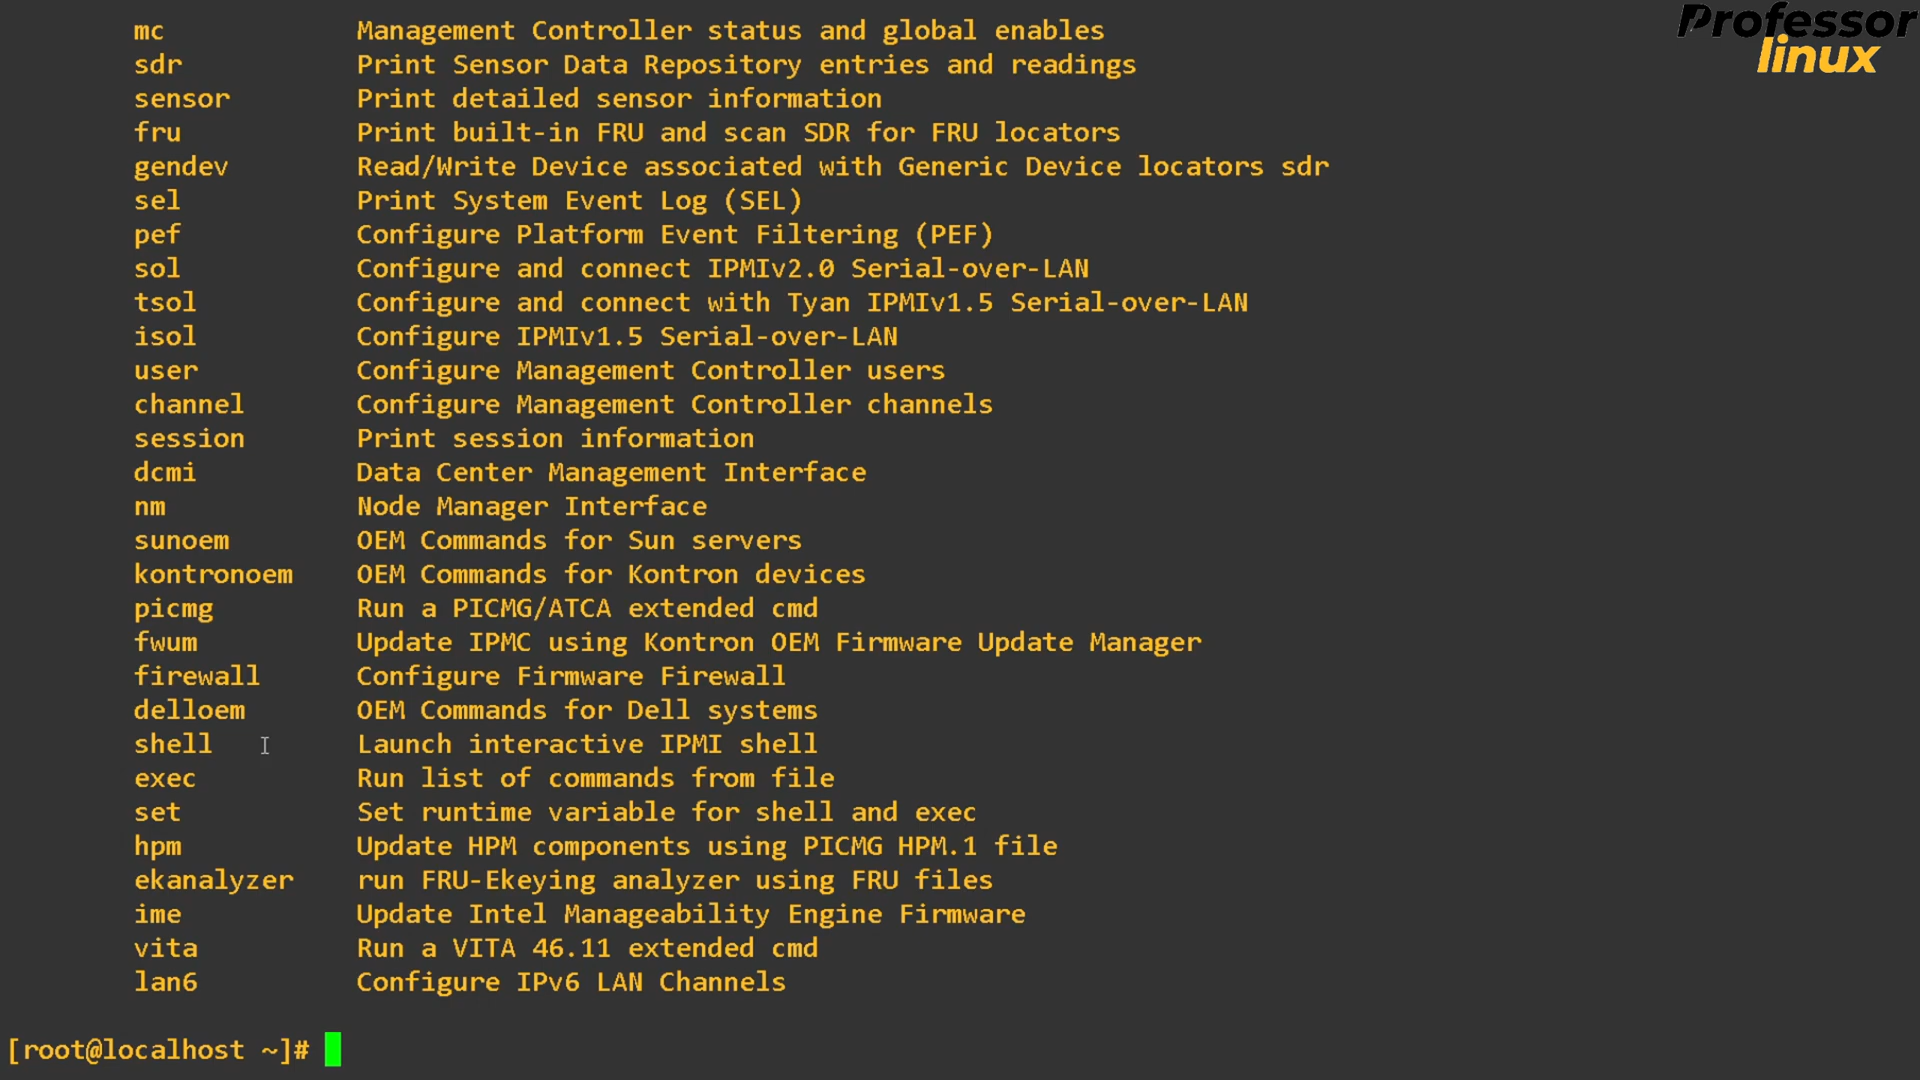 Professor
linux
mc Management Controller status and global enables
sdr Print Sensor Data Repository entries and readings
sensor Print detailed sensor information
fru Print built-in FRU and scan SDR for FRU locators
gendev Read/Write Device associated with Generic Device locators sdr
sel Print System Event Log (SEL)
pef Configure Platform Event Filtering (PEF)
sol Configure and connect IPMIv2.0 Serial-over-LAN
tsol Configure and connect with Tyan IPMIv1.5 Serial-over-LAN
isol Configure IPMIv1.5 Serial-over-LAN
user Configure Management Controller users
channel Configure Management Controller channels
session Print session information
dcmi Data Center Management Interface
nm Node Manager Interface
sunoem OEM Commands for Sun servers
kontronoem OEM Commands for Kontron devices
picmg Run a PICMG/ATCA extended cmd
fwum Update IPMC using Kontron OEM Firmware Update Manager
firewall Configure Firmware Firewall
delloem OEM Commands for Dell systems
shell Launch interactive IPMI shell
exec Run list of commands from file
set Set runtime variable for shell and exec
hpm Update HPM components using PICMG HPM.1 file
ekanalyzer run FRU-Ekeying analyzer using FRU files
ime Update Intel Manageability Engine Firmware
vita Run a VITA 46.11 extended cmd
lan6 Configure IPv6 LAN Channels
[root@localhost ~]#